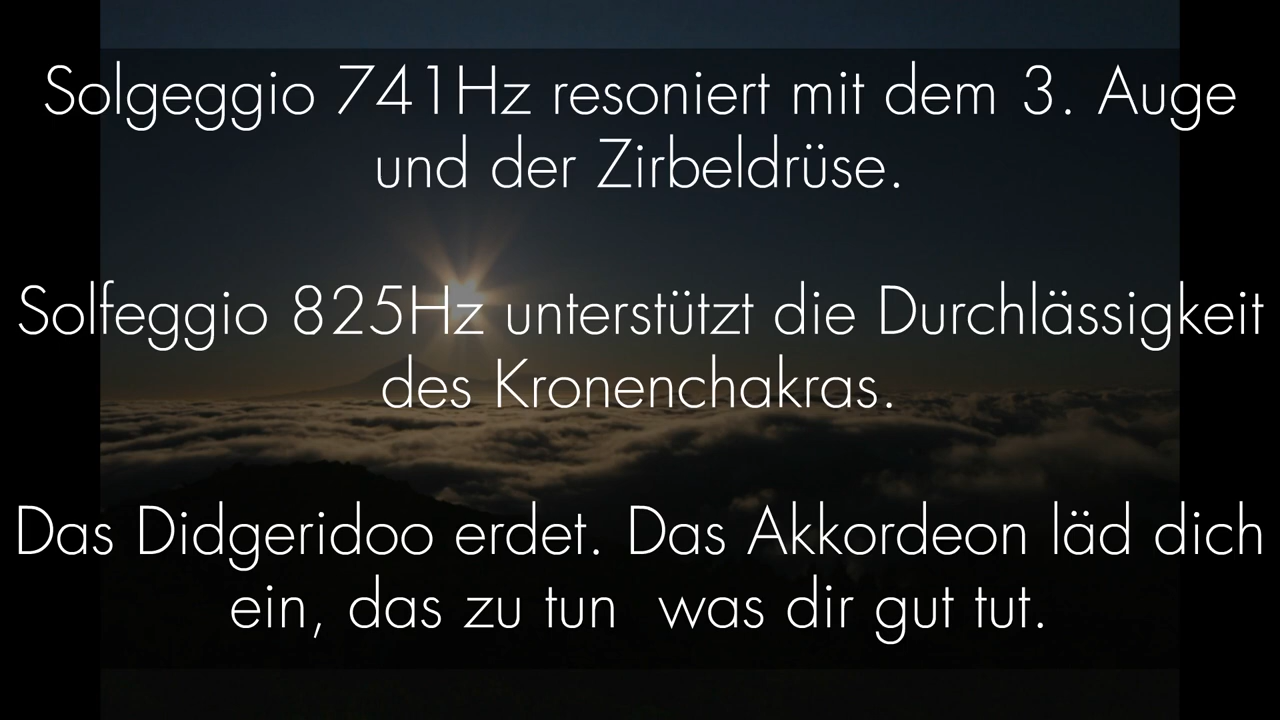 Solgeggio 741Hz resoniert mit dem 3. Auge
und der Zirbeldrüse.
Solfeggio 825Hz unterstützt die Durchlässigkeit
des Kronenchakras.
Das Didgeridoo erdet. Das Akkordeon läd dich
ein, das zu tun  was dir gut tut.